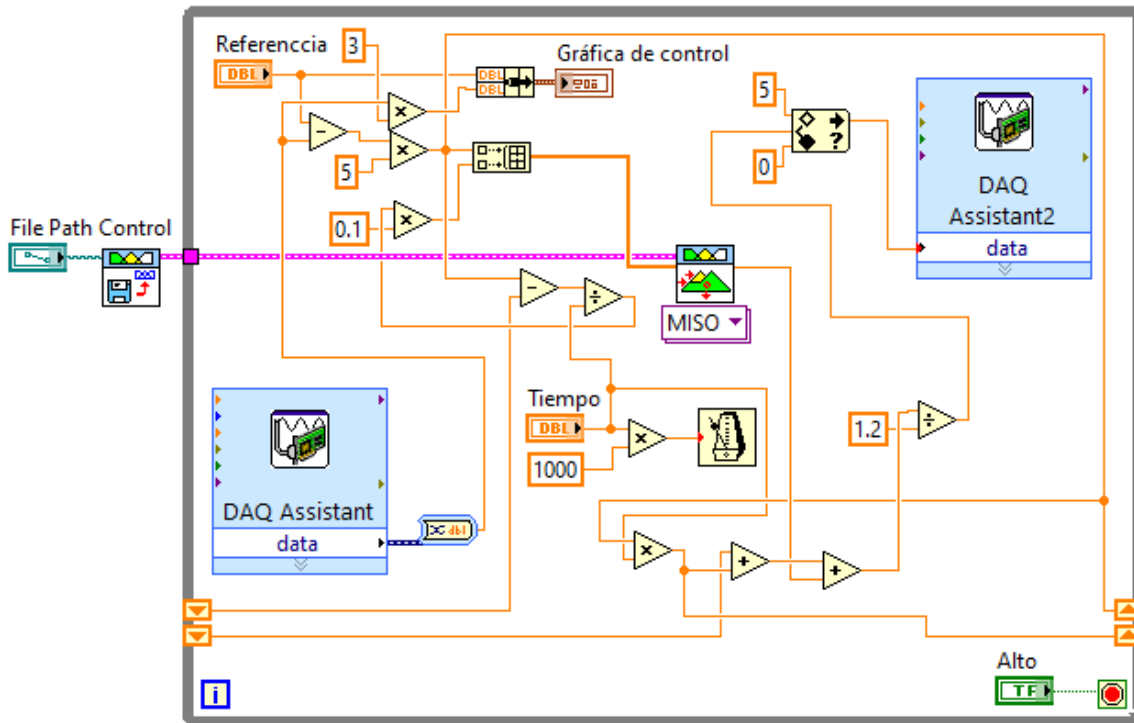 Referenccia
3
Gráfica de control
DBL
DBL
DBL
5
0
5
0.1
File Path Control
DAQ
Assistant2
data
MISO
Tiempo
DBL
1000
1.2
DAQ Assistant
data
dbl
i
Alto
TF